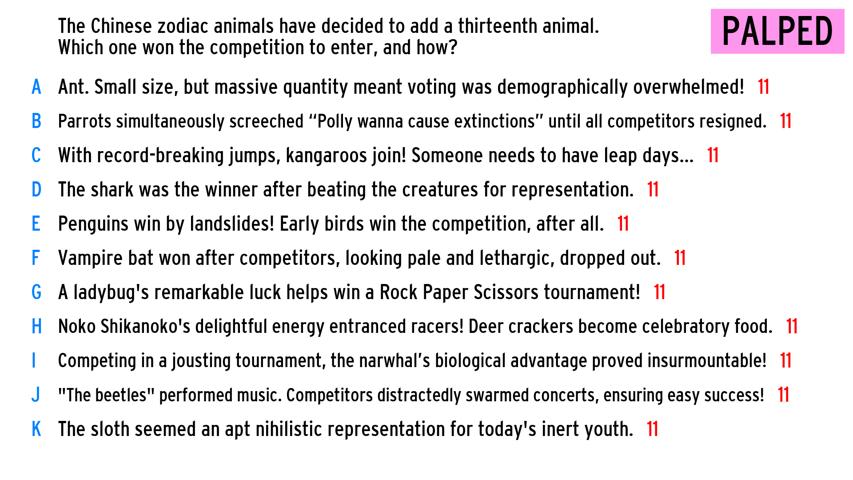 The Chinese zodiac animals have decided to add a thirteenth animal.
Which one won the competition to enter, and how?
PALPED
A Ant. Small size, but massive quantity meant voting was demographically overwhelmed! 11
B Parrots simultaneously screeched “Polly wanna cause extinctions” until all competitors resigned. 11
C With record-breaking jumps, kangaroos join! Someone needs to have leap days... 11
D The shark was the winner after beating the creatures for representation. 11
E Penguins win by landslides! Early birds win the competition, after all. 11
F Vampire bat won after competitors, looking pale and lethargic, dropped out. 11
G A ladybug's remarkable luck helps win a Rock Paper Scissors tournament! 11
H Noko Shikanoko's delightful energy entranced racers! Deer crackers become celebratory food. 11
I Competing in a jousting tournament, the narwhal’s biological advantage proved insurmountable! 11
J "The beetles" performed music. Competitors distractedly swarmed concerts, ensuring easy success! 11
K The sloth seemed an apt nihilistic representation for today's inert youth. 11